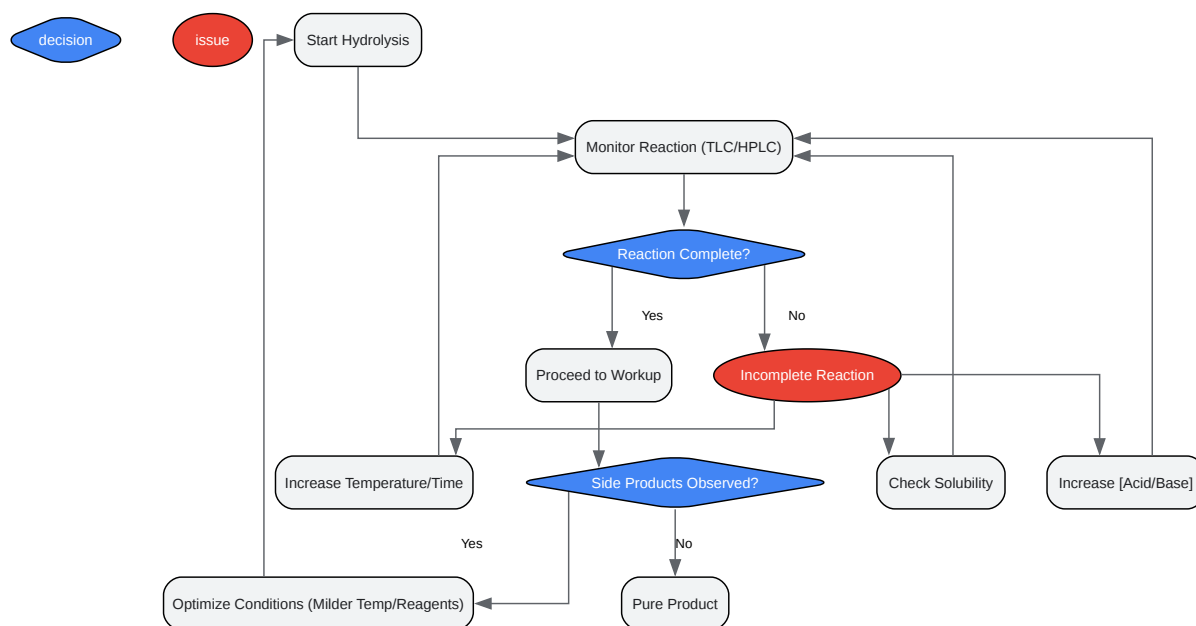 decision
issue
Start Hydrolysis
Monitor Reaction (TLC/HPLC)
Reaction Complete?
Yes
No
Proceed to Workup
Incomplete Reaction
Increase Temperature/Time
Side Products Observed?
Check Solubility
Increase [Acid/Base]
Yes
No
Optimize Conditions (Milder Temp/Reagents)
Pure Product